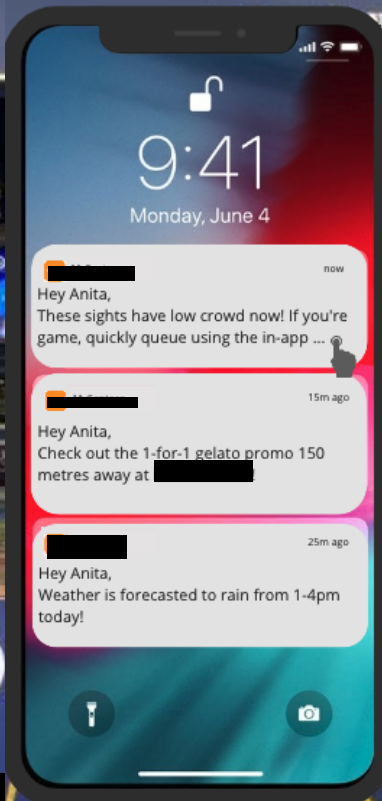 9:41
Monday, June 4
now
Hey Anita,
These sights have low crowd now! If you're
game, quickly queue using the in-app ...
15m ago
Hey Anita,
Check out the 1-for-1 gelato promo 150
metres away at
25m ago
Hey Anita,
Weather is forecasted to rain from 1-4pm
today!